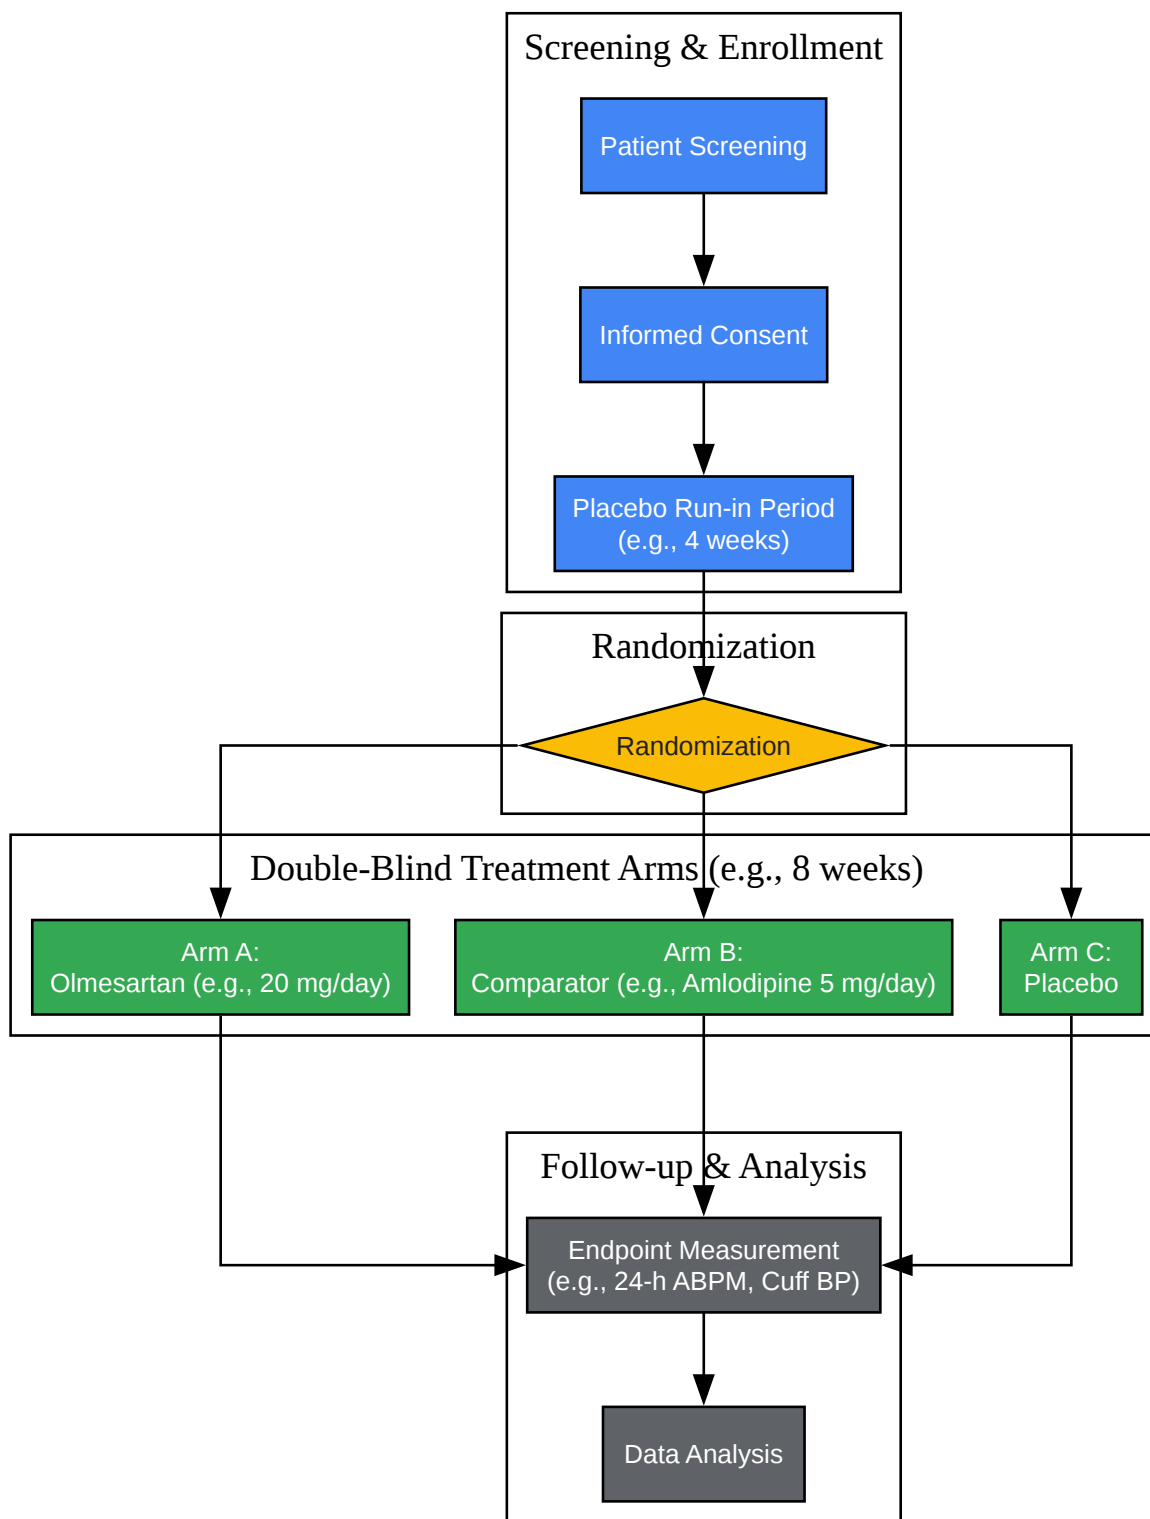 Screening & Enrollment
Patient Screening
Informed Consent
Placebo Run-in Period
(e.g., 4 weeks)
Randomization
Randomization
Double-Blind Treatment Arms (e.g., 8 weeks)
Arm A:
Olmesartan (e.g., 20 mg/day)
Arm B:
Comparator (e.g., Amlodipine 5 mg/day)
Arm C:
Placebo
Follow-up & Analysis
Endpoint Measurement
(e.g., 24-h ABPM, Cuff BP)
Data Analysis